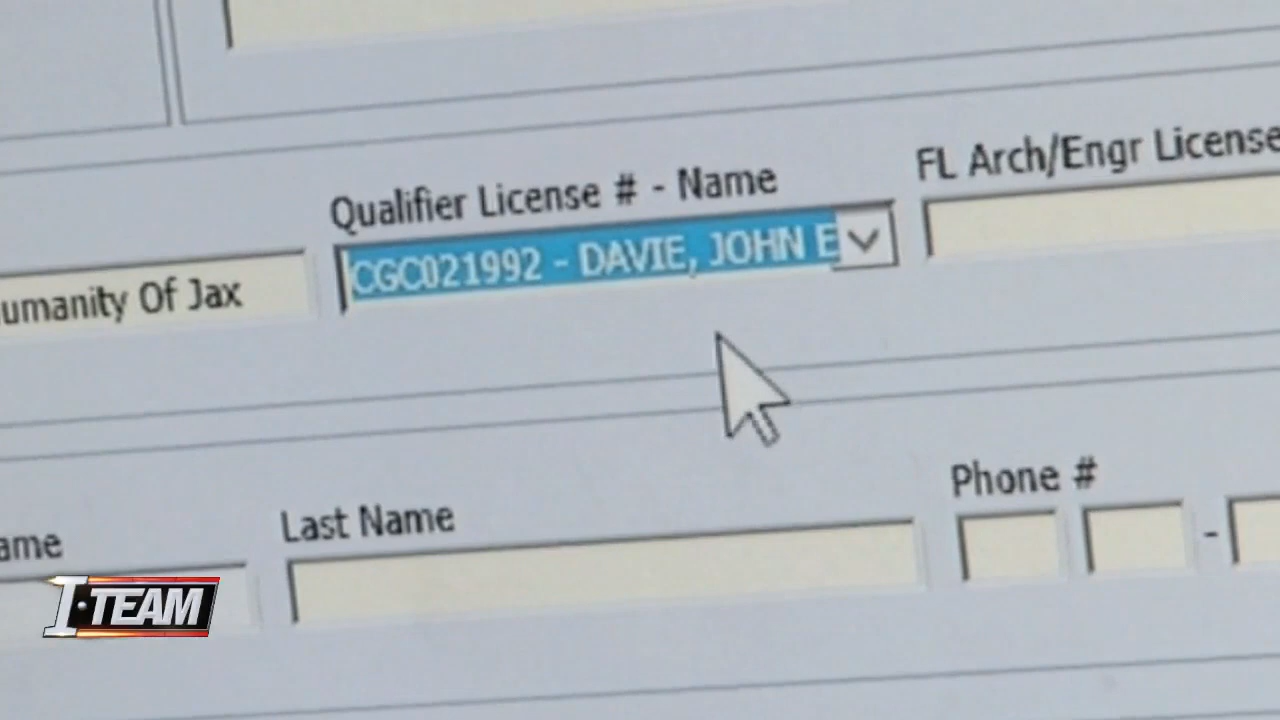 Qualifier License # - Name
FL Arch/Engr License
umanity Of Jax
CGC021992 - DAVIE, JOHN E
Phone #
Last Name
ame
-
I-TEAM